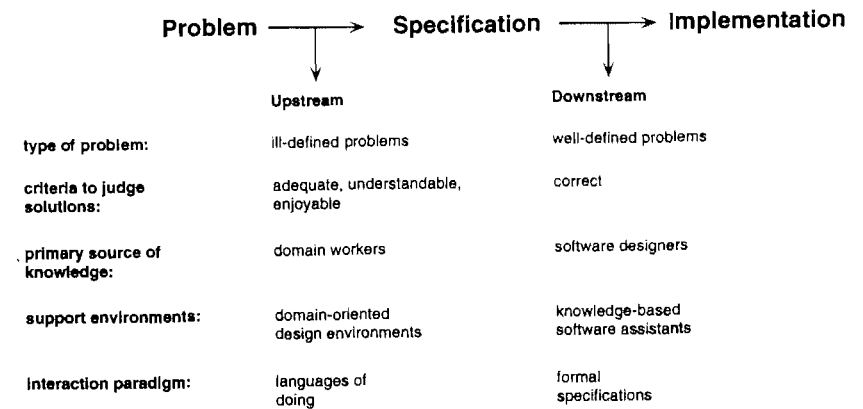 Problem Specification Implementation
Upstream Downstream
type of problem: ill-defined problems well-defined problems
criteria to judge adequate, understandable, correct
solutions: enjoyable
primary source of domain workers software designers
knowledge:
support environments: domain-oriented knowledge-based
design environments software assistants
interaction paradigm: languages of formal
doing specifications